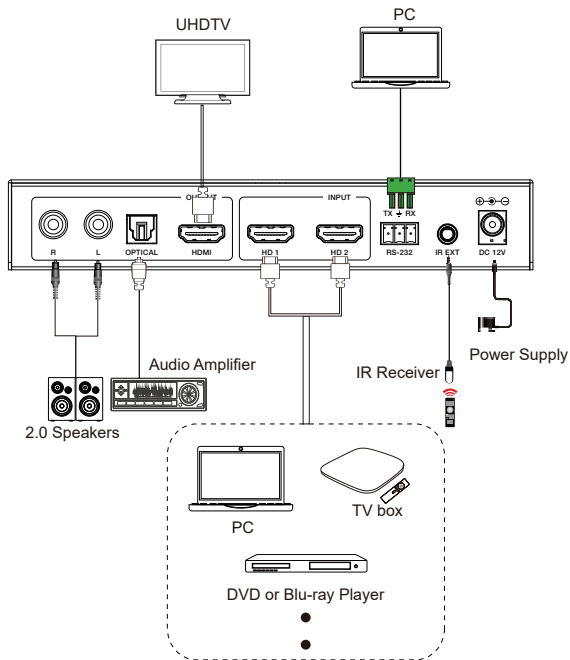 UHDTV
PC
OUTPUT
INPUT
TX RX
R
L
OPTICAL
HDMI
HD 1
HD 2
RS-232
IR EXT
DC 12V
Audio Amplifier
IR Receiver
Power Supply
2.0 Speakers
PC
TV box
DVD or Blu-ray Player